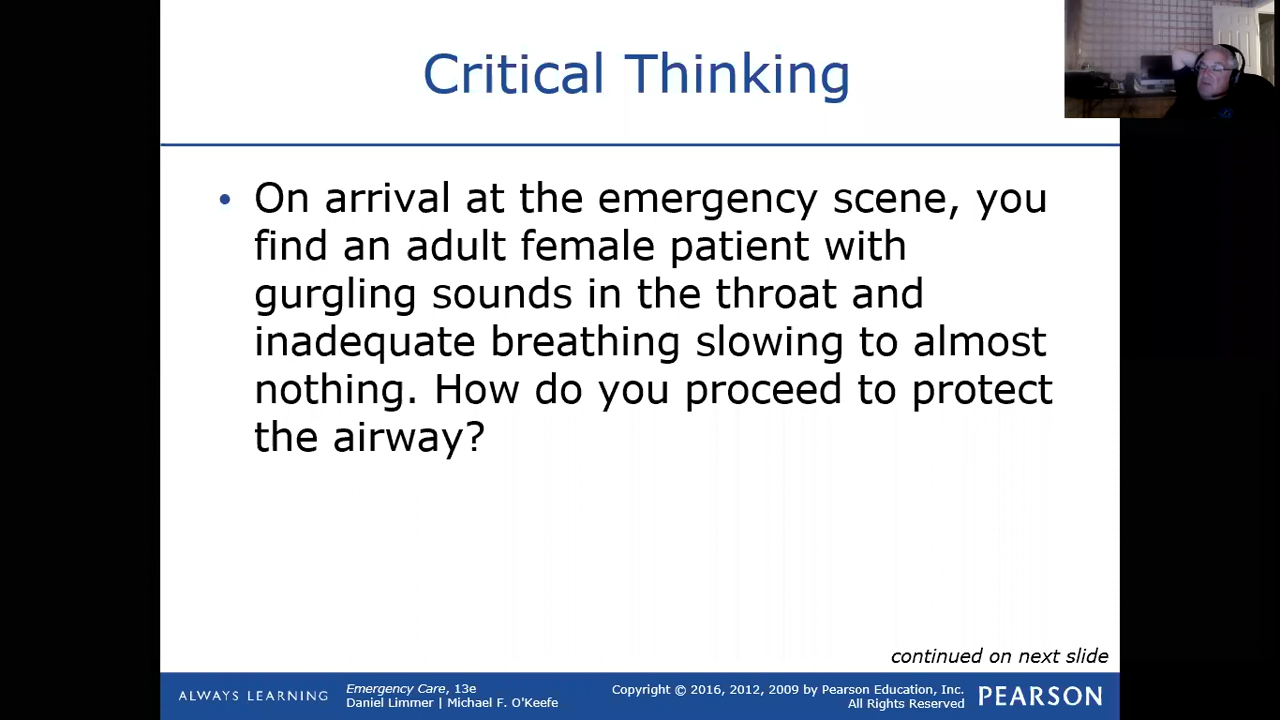 Critical Thinking
• On arrival at the emergency scene, you
find an adult female patient with
gurgling sounds in the throat and
inadequate breathing slowing to almost
nothing. How do you proceed to protect
the airway?
continued on next slide
ALWAYS LEARNING
Emergency Care, 13e
Daniel Limmer | Michael F. O'Keefe
Copyright © 2016, 2012, 2009 by Pearson Education, Inc.
All Rights Reserved
PEARSON